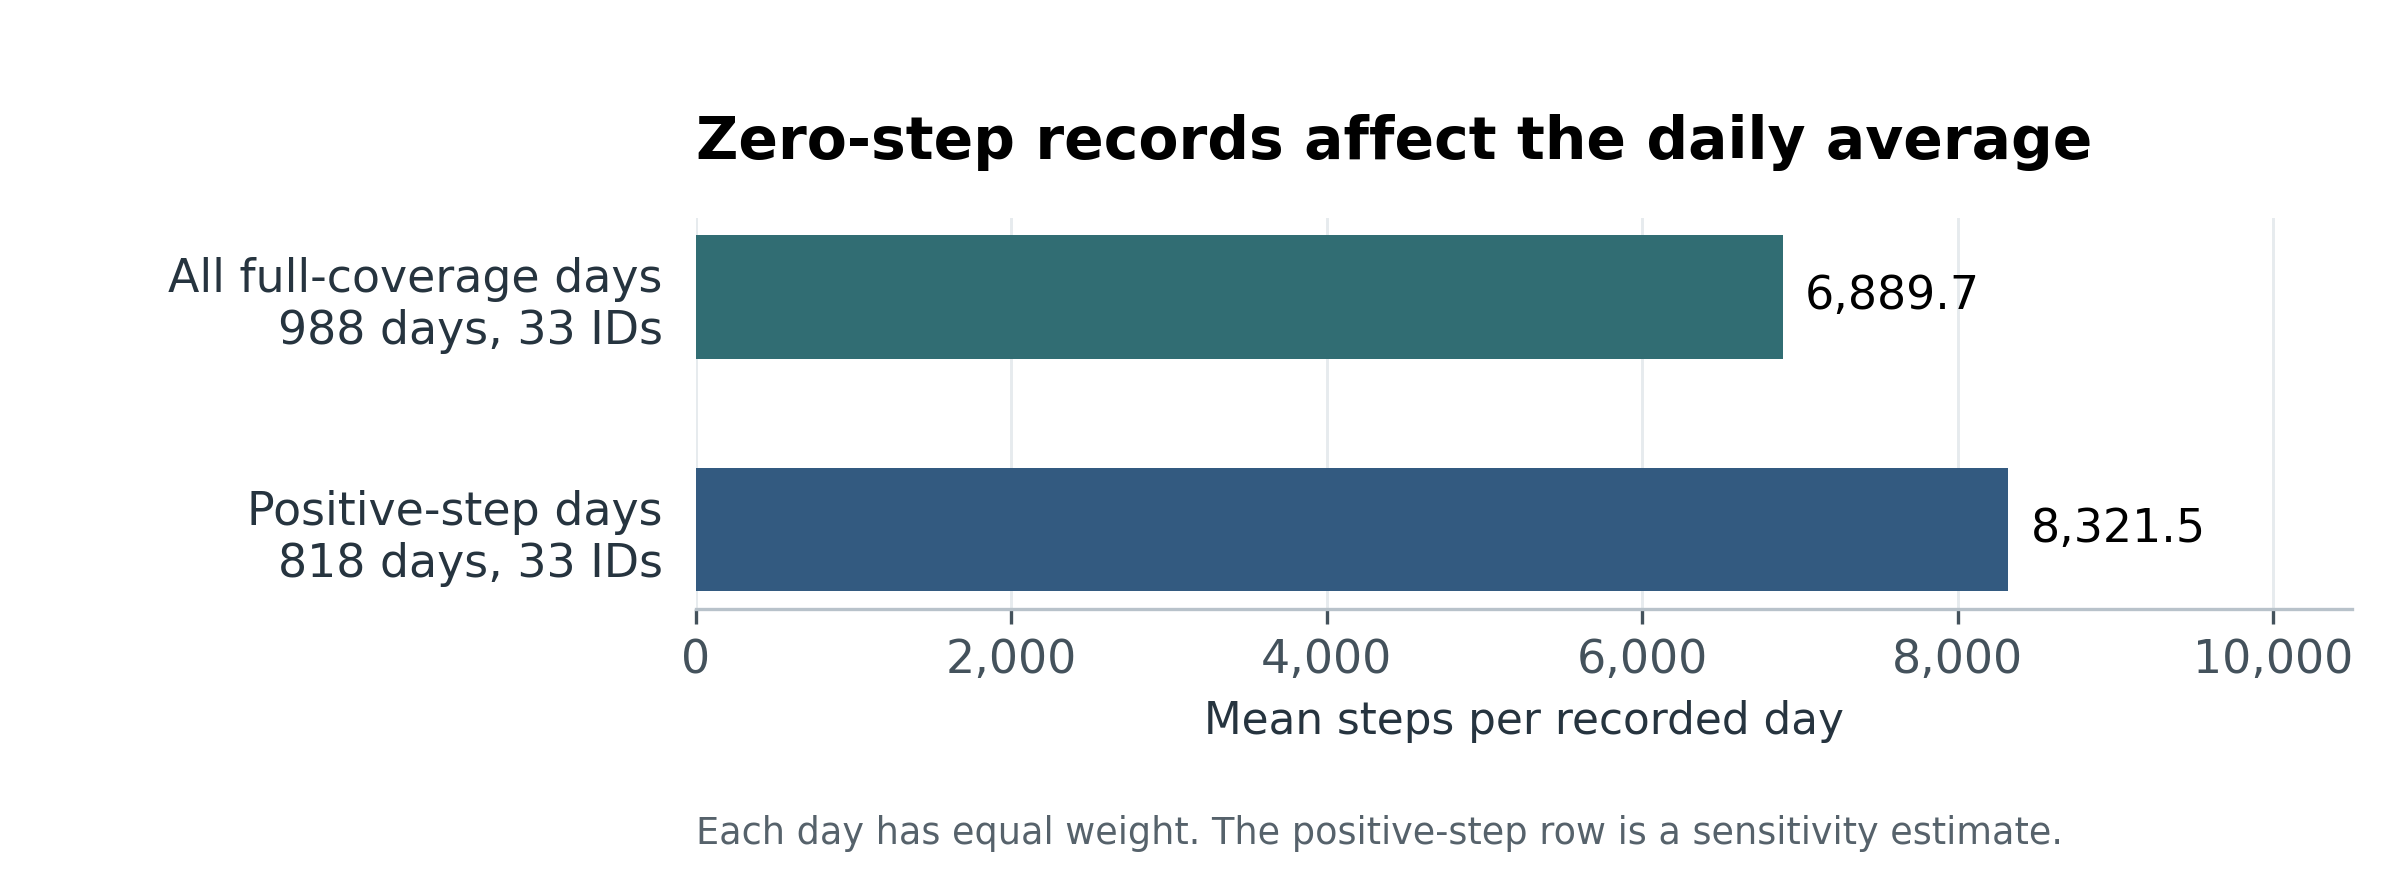 Zero-step records affect the daily average
All full-coverage days
988 days, 33 IDs
6,889.7
Positive-step days
818 days, 33 IDs
8,321.5
0 2,000 4,000 6,000 8,000 10,000
Mean steps per recorded day
Each day has equal weight. The positive-step row is a sensitivity estimate.